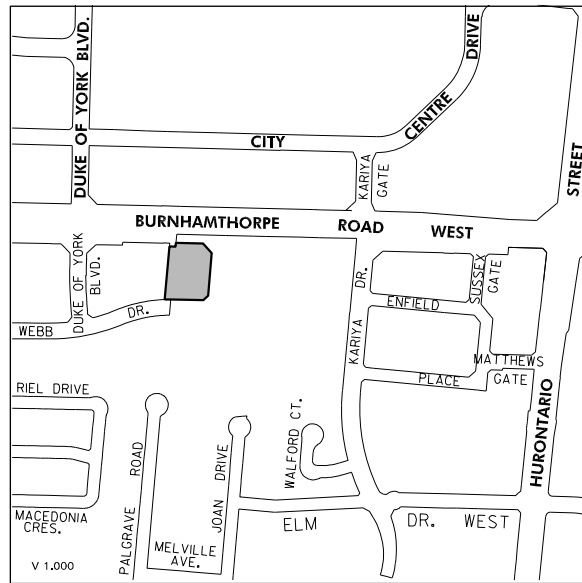 DUKE OF YORK BLVD.
CITY
CENTRE
DRIVE
KARIYA
GATE
STREET
BURNHAMTHORPE ROAD WEST
DUKE OF YORK
BLVD.
WEBB
DR.
KARIYA
DR.
ENFIELD
PLACE
SUSSEX
GATE
MATTHEWS
GATE
HURONTARIO
RIEL DRIVE
MACEDONIA
CRES.
PALGRAVE
ROAD
JOAN DRIVE
WALFORD CT.
MELVILLE
AVE.
ELM DR. WEST
V 1.000